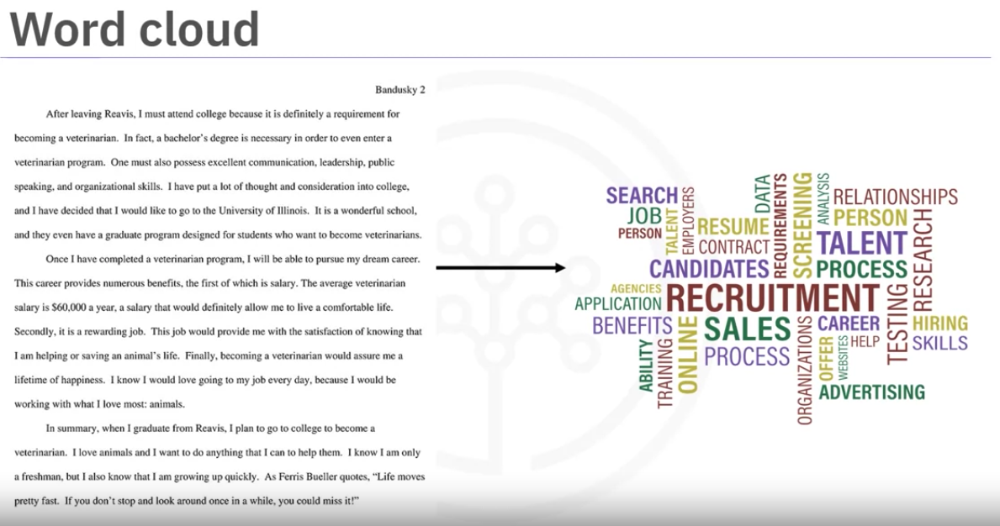 Word cloud
Bandusky 2
After leaving Reavis, I must attend college because it is definitely a requirement for
becoming a veterinarian. In fact, a bachelor's degree is necessary in order to even enter a
veterinarian program. One must also possess excellent communication, leadership, public
speaking, and organizational skills. I have put a lot of thought and consideration into college,
and I have decided that I would like to go to the University of Illinois. It is a wonderful school,
and they even have a graduate program designed for students who want to become veterinarians.
Once I have completed a veterinarian program, I will be able to pursue my dream career.
This career provides numerous benefits, the first of which is salary. The average veterinarian
salary is $60,000 a year, a salary that would definitely allow me to live a comfortable life.
Secondly, it is a rewarding job. This job would provide me with the satisfaction of knowing that
I am helping or saving an animal's life. Finally, becoming a veterinarian would assure me a
lifetime of happiness. I know I would love going to my job every day, because I would be
working with what I love most: animals.
In summary, when I graduate from Reavis, I plan to go to college to become a
veterinarian. I love animals and I want to do anything that I can to help them. I know I am only
a freshman, but I also know that I am growing up quickly. As Ferris Bueller quotes, “Life moves
pretty fast. If you don't stop and look around once in a while, you could miss it!”
SEARCH
JOB
PERSON
TALENT
EMPLOYERS
RESUME
CONTRACT
DATA
REQUIREMENTS
SCREENING
ANALYSIS
RELATIONSHIPS
PERSON
TALENT
CANDIDATES
PROCESS
RESEARCH
AGENCIES
APPLICATION
RECRUITMENT
BENEFITS
SALES
PROCESS
ABILITY
TRAINING
ONLINE
ORGANIZATIONS
CAREER
OFFER
WEBSITES
HELP
TESTING
HIRING
SKILLS
ADVERTISING